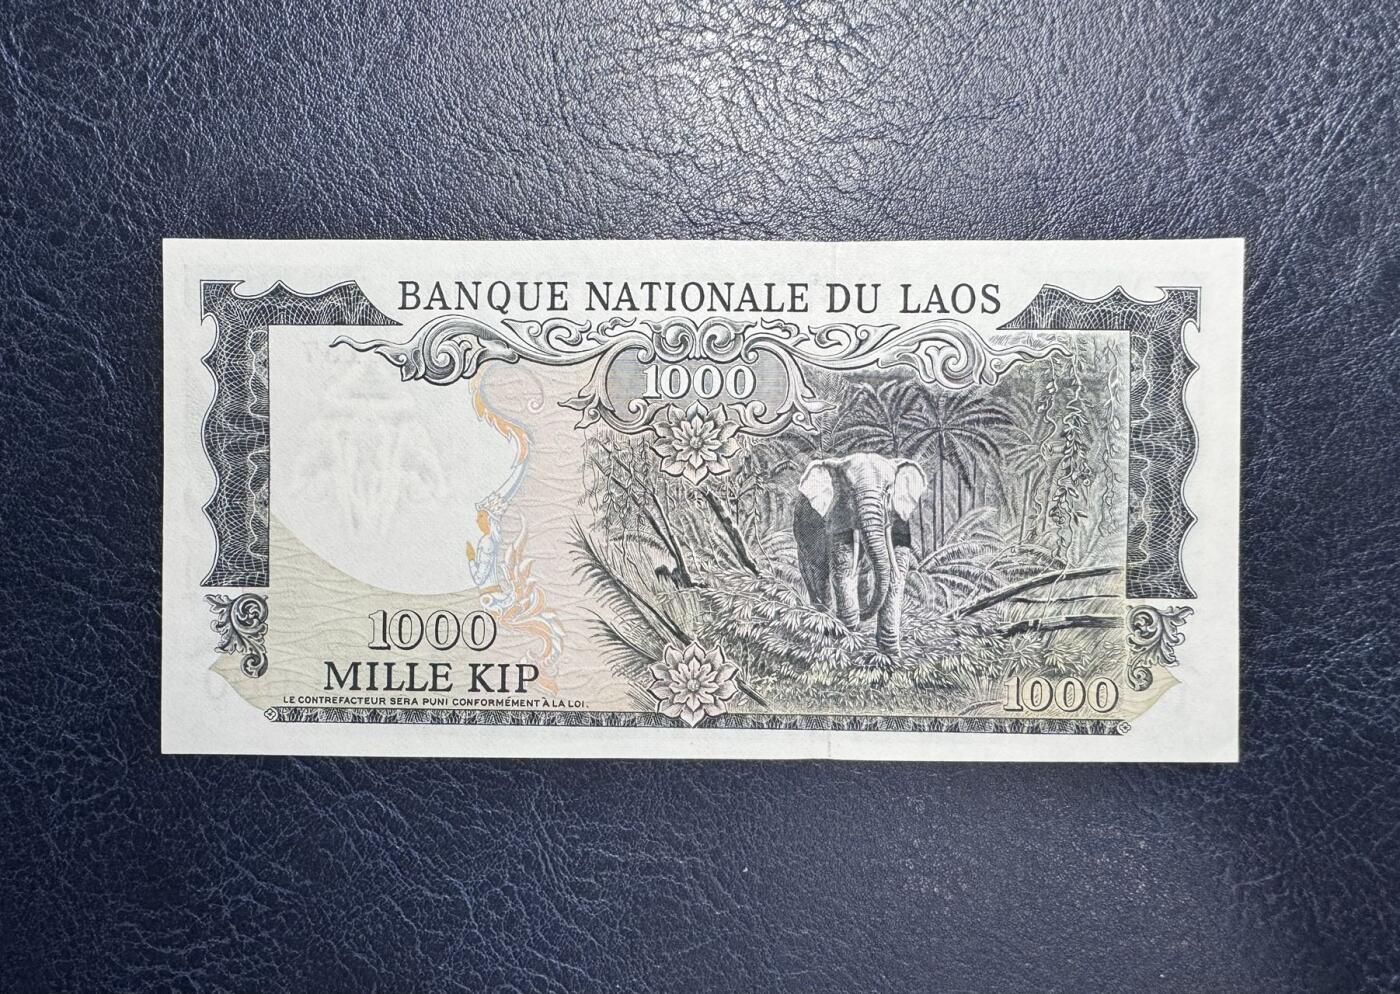 BANQUE NATIONALE DU LAOS
1000
1000
MILLE KIP
LE CONTREFACTEUR SERA PUNI CONFORMÉMENT À LA LOI.
1000